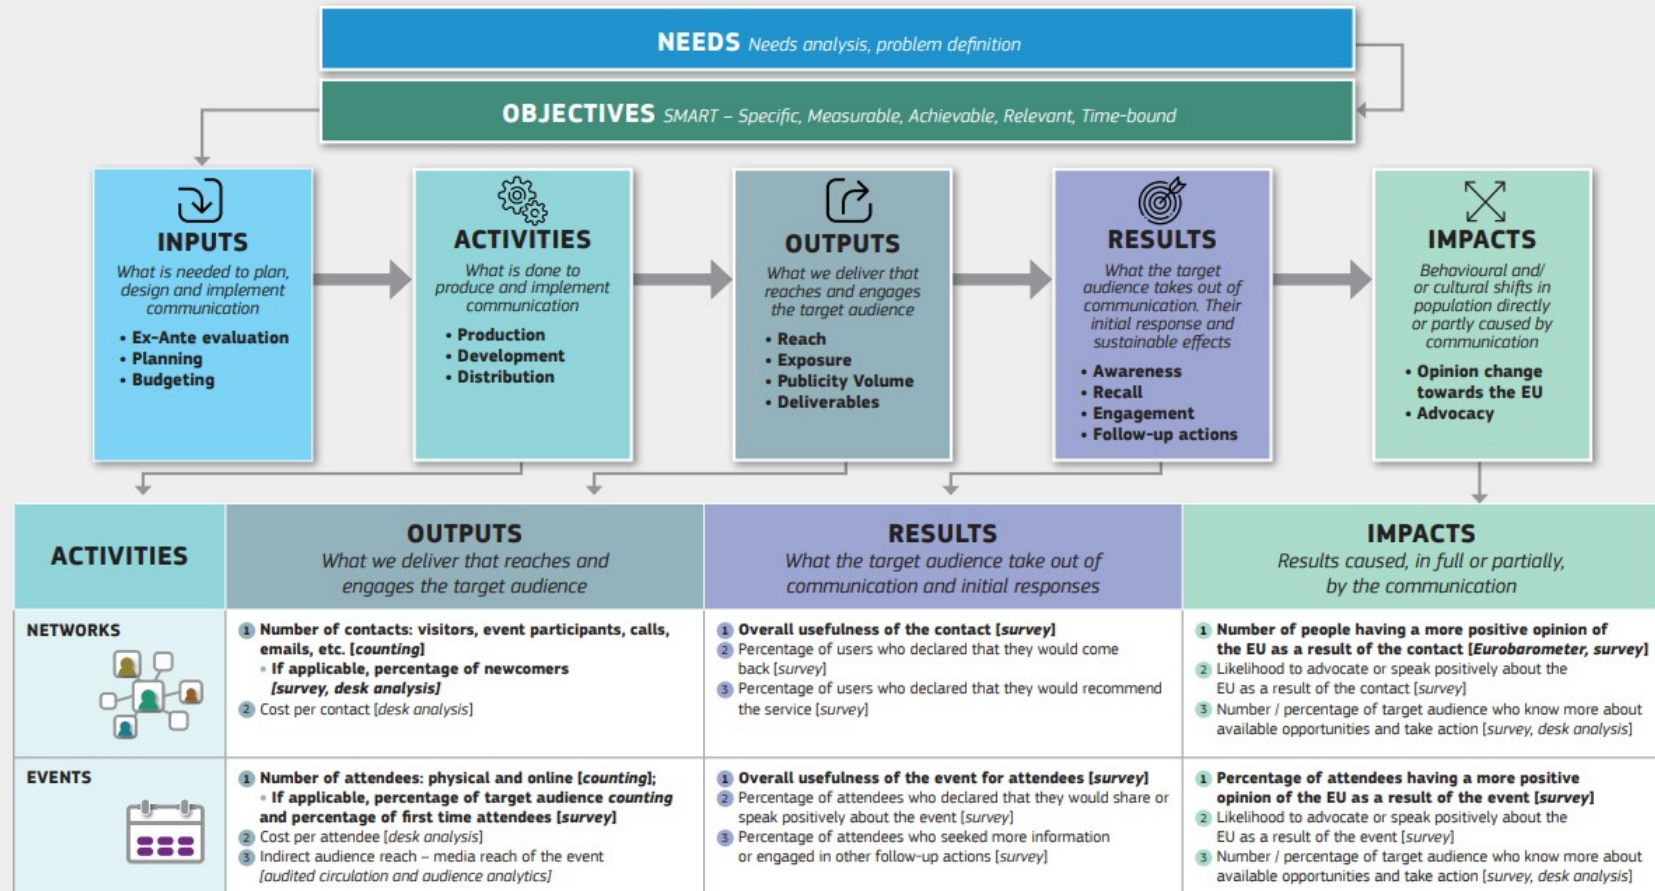 NEEDS Needs analysis, problem definition
OBJECTIVES SMART – Specific, Measurable, Achievable, Relevant, Time-bound
INPUTS
What is needed to plan,
design and implement
communication
• Ex-Ante evaluation
• Planning
• Budgeting
ACTIVITIES
What is done to
produce and implement
communication
• Production
• Development
• Distribution
OUTPUTS
What we deliver that
reaches and engages
the target audience
• Reach
• Exposure
• Publicity Volume
• Deliverables
RESULTS
What the target
audience takes out of
communication. Their
initial response and
sustainable effects
• Awareness
• Recall
• Engagement
• Follow-up actions
IMPACTS
Behavioural and/
or cultural shifts in
population directly
or partly caused by
communication
• Opinion change
towards the EU
• Advocacy
ACTIVITIES
OUTPUTS
What we deliver that reaches and
engages the target audience
RESULTS
What the target audience take out of
communication and initial responses
IMPACTS
Results caused, in full or partially,
by the communication
NETWORKS
1 Number of contacts: visitors, event participants, calls,
emails, etc. [counting]
• If applicable, percentage of newcomers
[survey, desk analysis]
2 Cost per contact [desk analysis]
1 Overall usefulness of the contact [survey]
2 Percentage of users who declared that they would come
back [survey]
3 Percentage of users who declared that they would recommend
the service [survey]
1 Number of people having a more positive opinion of
the EU as a result of the contact [Eurobarometer, survey]
2 Likelihood to advocate or speak positively about the
EU as a result of the contact [survey]
3 Number / percentage of target audience who know more about
available opportunities and take action [survey, desk analysis]
EVENTS
1 Number of attendees: physical and online [counting];
• If applicable, percentage of target audience counting
and percentage of first time attendees [survey]
2 Cost per attendee [desk analysis]
3 Indirect audience reach – media reach of the event
[audited circulation and audience analytics]
1 Overall usefulness of the event for attendees [survey]
2 Percentage of attendees who declared that they would share or
speak positively about the event [survey]
3 Percentage of attendees who seeked more information
or engaged in other follow-up actions [survey]
1 Percentage of attendees having a more positive
opinion of the EU as a result of the event [survey]
2 Likelihood to advocate or speak positively about the
EU as a result of the event [survey]
3 Number / percentage of target audience who know more about
available opportunities and take action [survey, desk analysis]